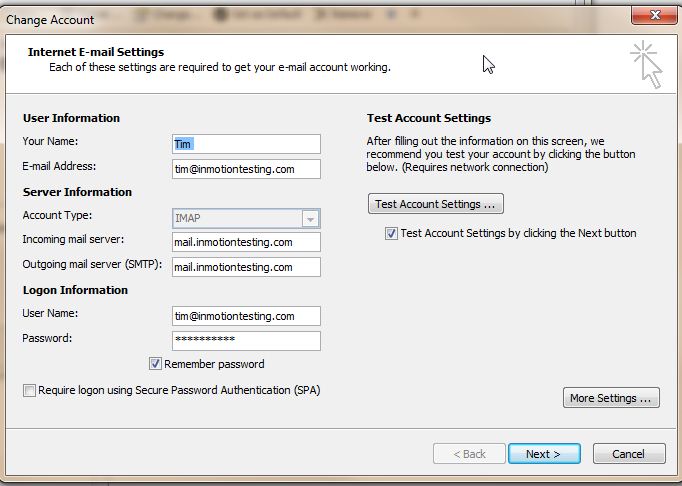 Change Account
Internet E-mail Settings
Each of these settings are required to get your e-mail account working.
User Information
Your Name:
Tim
E-mail Address:
tim@inmotiontesting.com
Server Information
Account Type:
IMAP
Incoming mail server:
mail.inmotiontesting.com
Outgoing mail server (SMTP):
mail.inmotiontesting.com
Logon Information
User Name:
tim@inmotiontesting.com
Password:
**********
Remember password
Require logon using Secure Password Authentication (SPA)
Test Account Settings
After filling out the information on this screen, we
recommend you test your account by clicking the button
below. (Requires network connection)
Test Account Settings ...
Test Account Settings by clicking the Next button
More Settings ...
< Back
Next >
Cancel